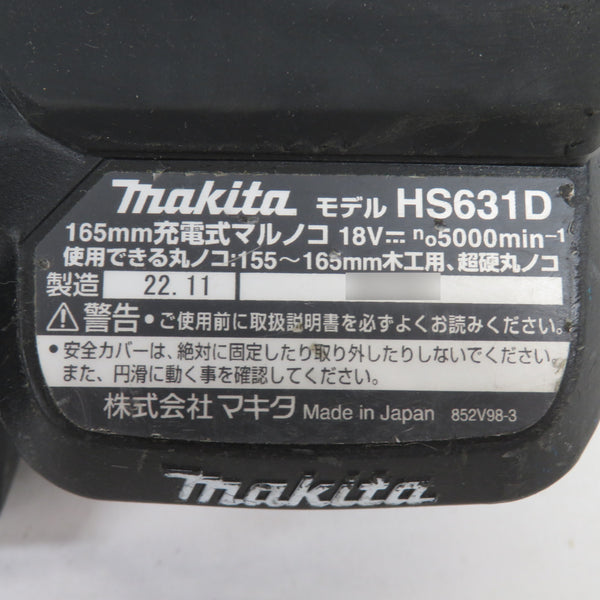 makita モデル HS631D
165mm充電式マルノコ 18V⎓ n₀5000min⁻¹
使用できる丸ノコ:155～165mm木工用、超硬丸ノコ
製造 22.11
⚠警告・ご使用前に取扱説明書を必ずよくお読みください。
・安全カバーは、絶対に固定したり取り外したりしないでください。
また、円滑に動く事を確認してください。
株式会社マキタ Made in Japan 852V98-3
makita